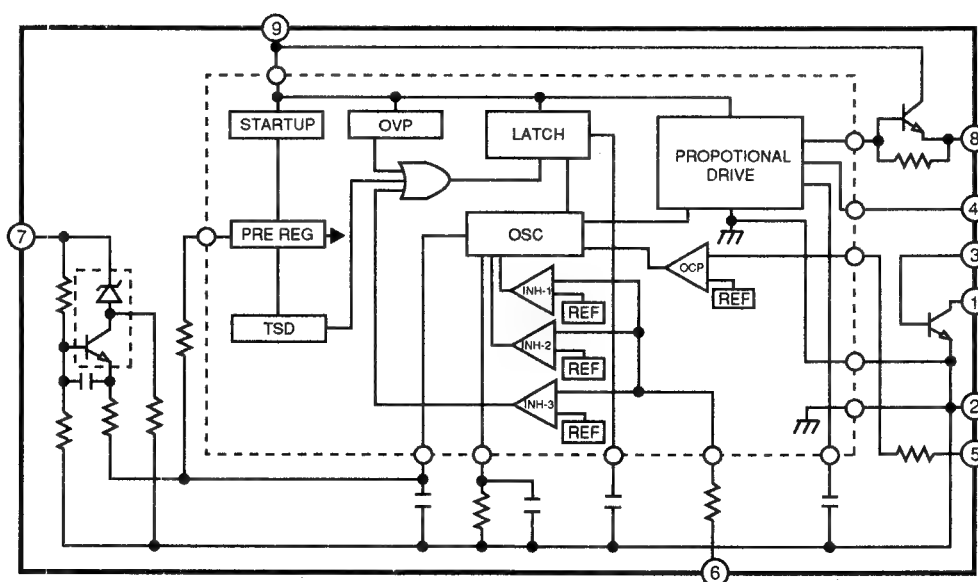 9
STARTUP
OVP
LATCH
PROPOTIONAL
DRIVE
8
4
7
PRE REG
OSC
OCP
3
INH-1
REF
REF
1
TSD
INH-2
REF
INH-3
REF
2
5
6